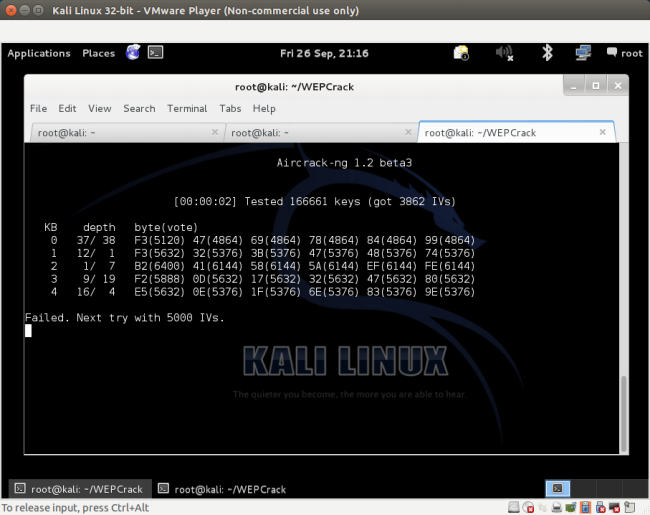 Kali Linux 32-bit - VMware Player (Non-commercial use only)
Applications Places Fri 26 Sep, 21:16 root
root@kali: ~/WEPCrack
File Edit View Search Terminal Tabs Help
root@kali: ~ × root@kali: ~ × root@kali: ~/WEPCrack ×
Aircrack-ng 1.2 beta3
[00:00:02] Tested 166661 keys (got 3862 IVs)
KB depth byte(vote)
0 37/ 38 F3(5120) 47(4864) 69(4864) 78(4864) 84(4864) 99(4864)
1 12/ 1 F3(5632) 32(5376) 3B(5376) 47(5376) 48(5376) 74(5376)
2 1/ 7 B2(6400) 41(6144) 58(6144) 5A(6144) EF(6144) FE(6144)
3 9/ 19 F2(5888) 0D(5632) 17(5632) 32(5632) 47(5632) 80(5632)
4 16/ 4 E5(5632) 0E(5376) 1F(5376) 6E(5376) 83(5376) 9E(5376)
Failed. Next try with 5000 IVs.
KALI LINUX
The quieter you become, the more you are able to hear.
root@kali: ~/WEPCrack root@kali: ~/WEPCrack
To release input, press Ctrl+Alt